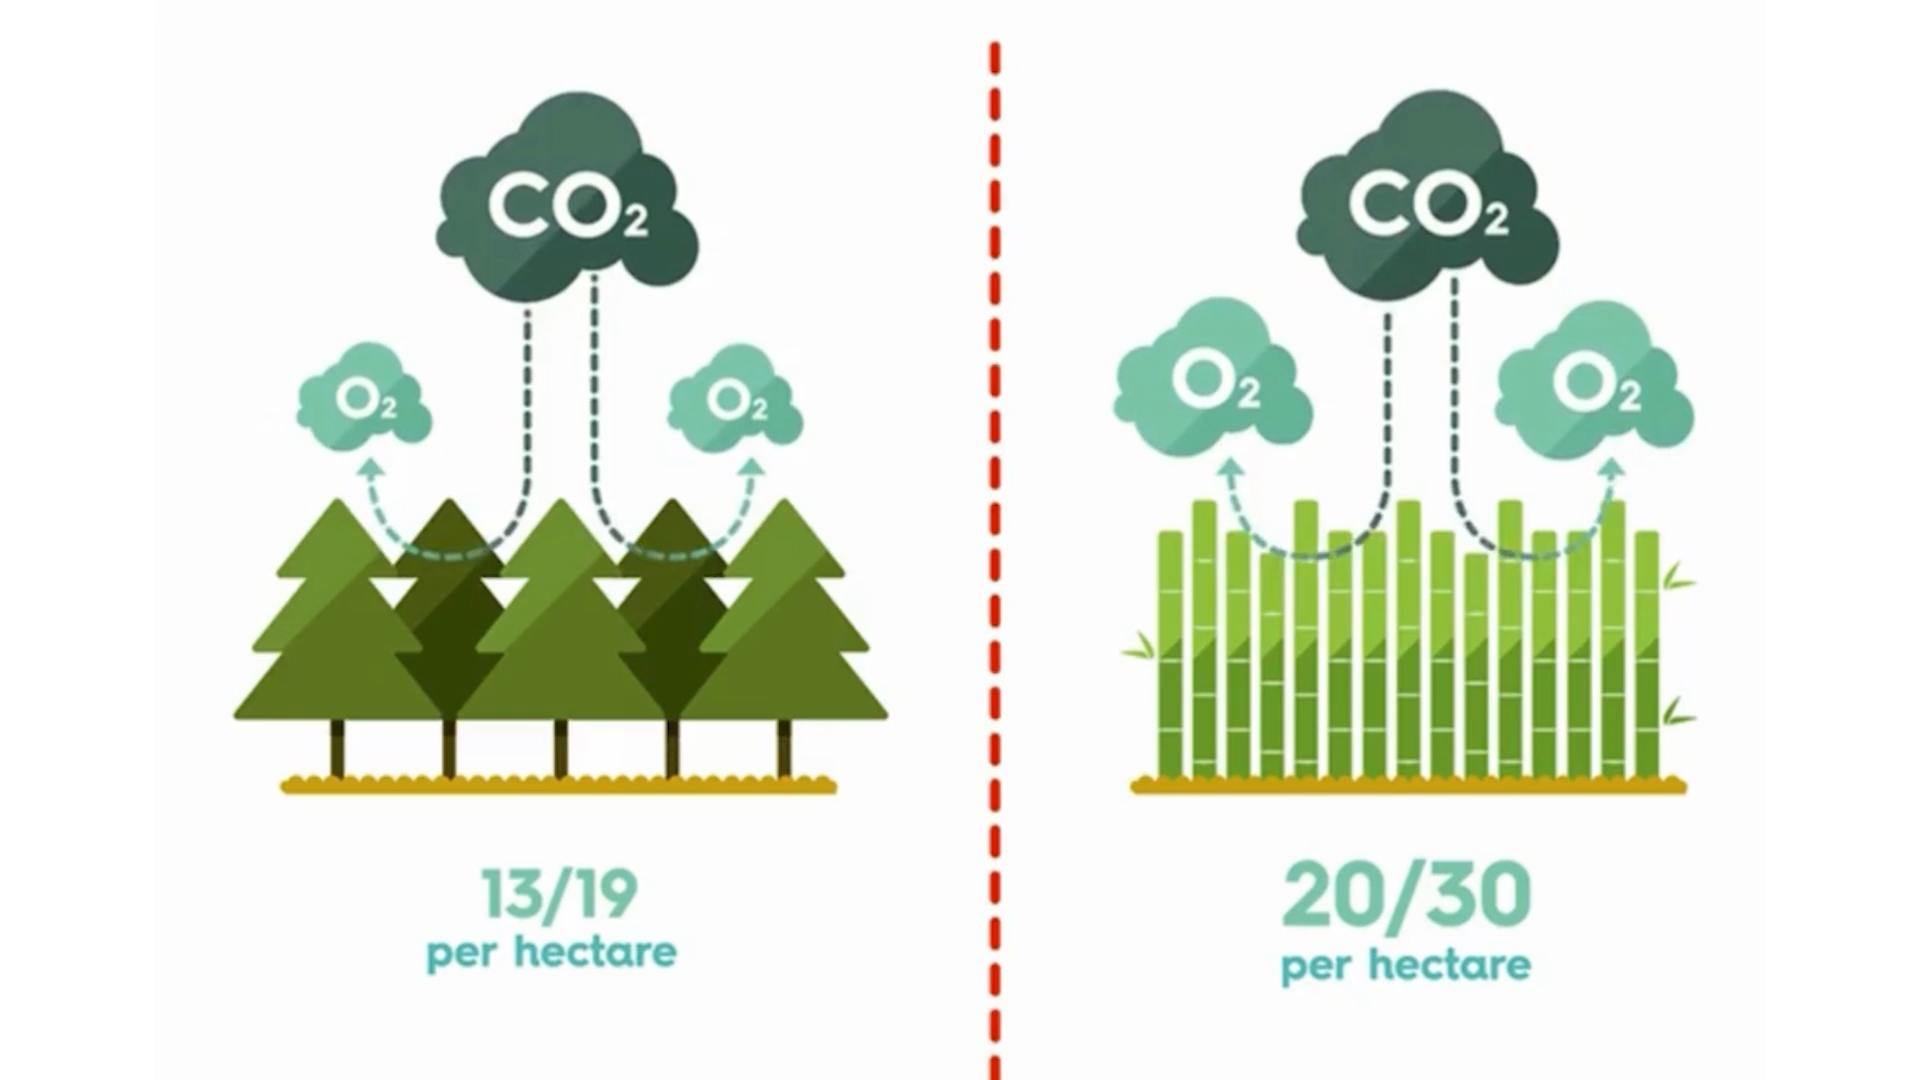 CO₂
O₂
O₂
13/19
per hectare
CO₂
O₂
O₂
20/30
per hectare